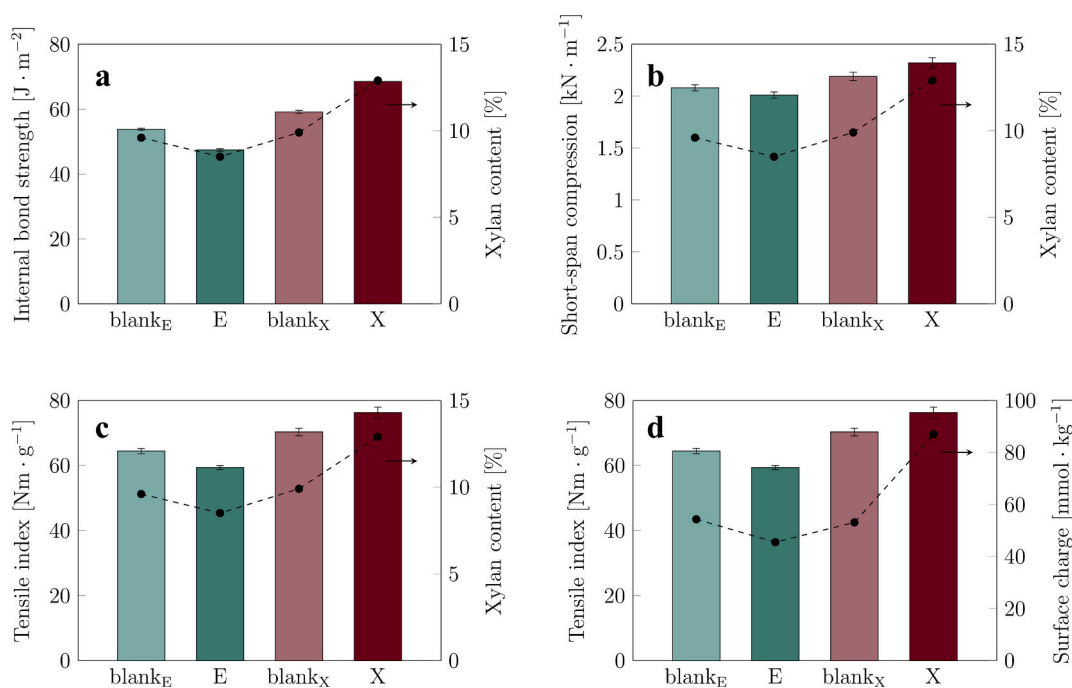 a
Internal bond strength [J · m⁻²]
80
60
40
20
0
15
10
5
0
Xylan content [%]
blank_E E blank_X X
b
Short-span compression [kN · m⁻¹]
2.5
2
1.5
1
0.5
0
15
10
5
0
Xylan content [%]
blank_E E blank_X X
c
Tensile index [Nm · g⁻¹]
80
60
40
20
0
15
10
5
0
Xylan content [%]
blank_E E blank_X X
d
Tensile index [Nm · g⁻¹]
80
60
40
20
0
100
80
60
40
20
0
Surface charge [mmol · kg⁻¹]
blank_E E blank_X X